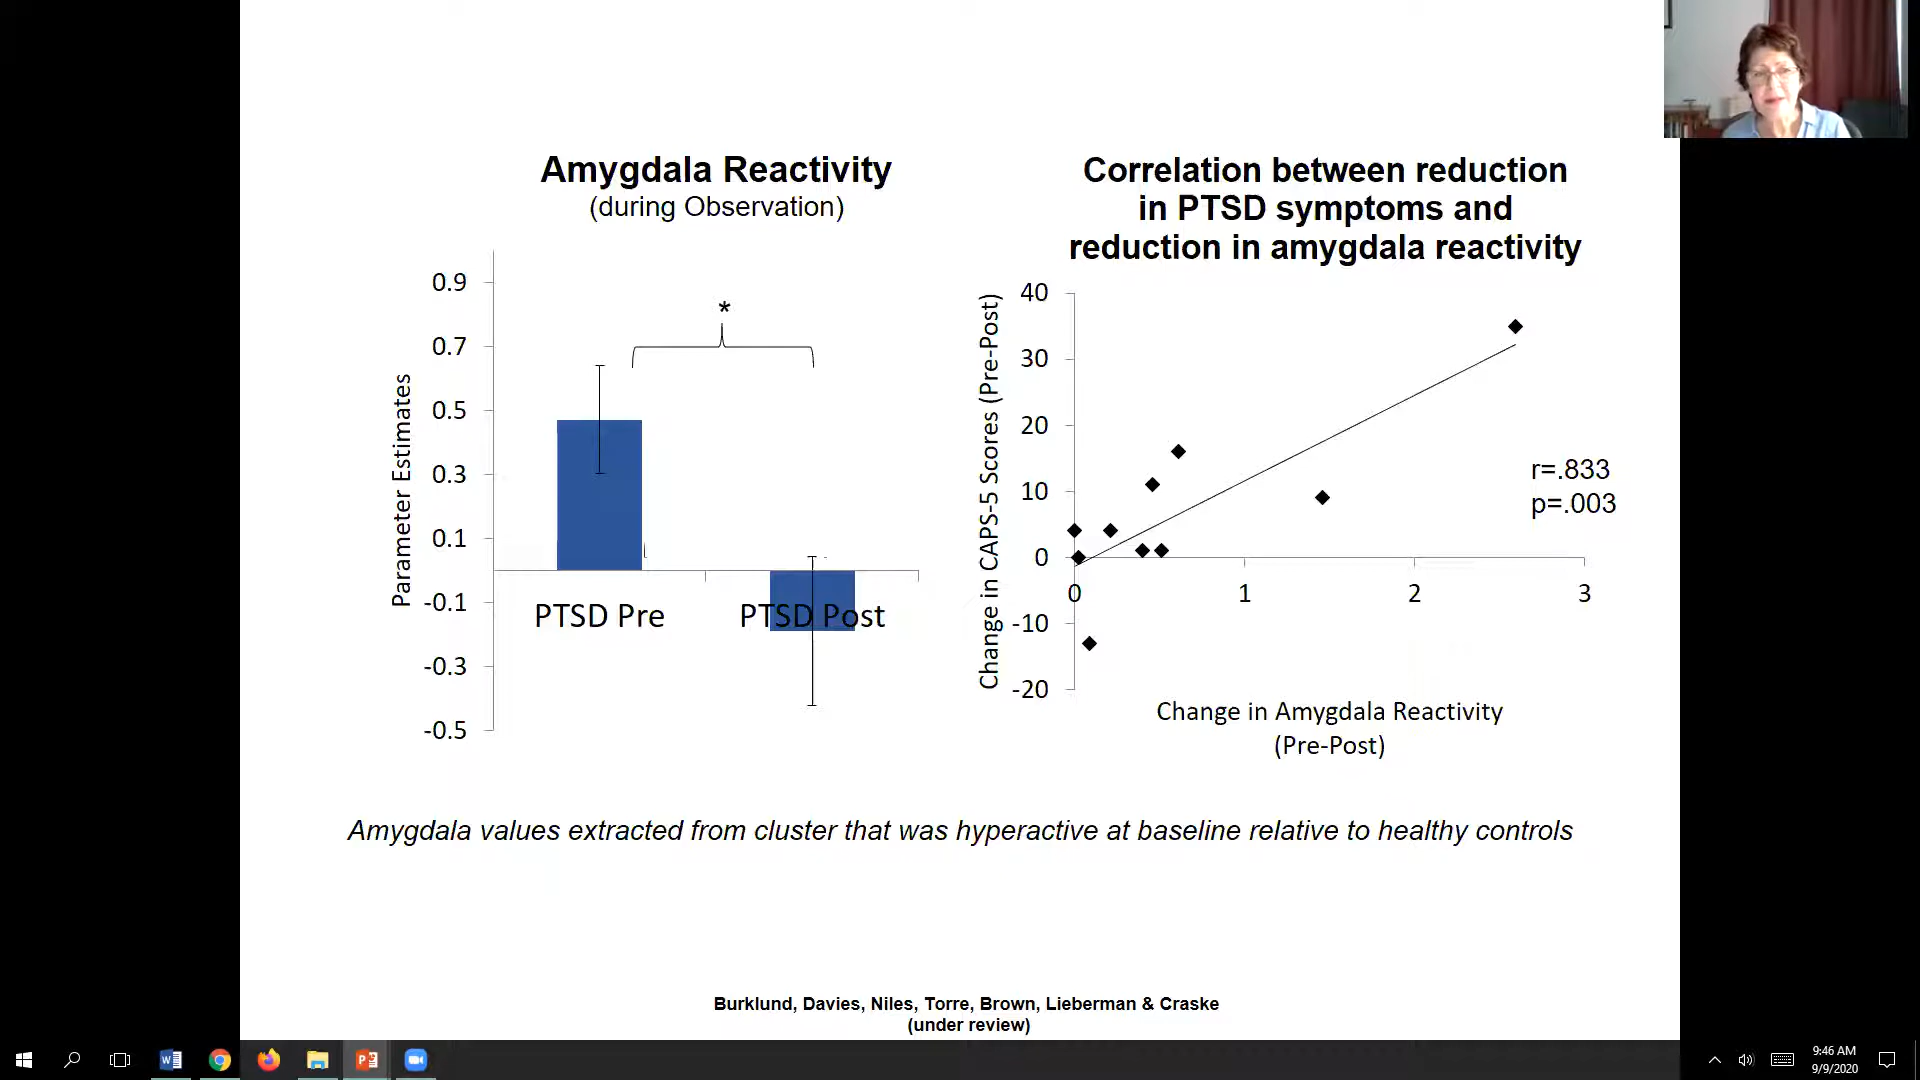 Amygdala Reactivity
(during Observation)
Parameter Estimates
0.9
0.7
0.5
0.3
0.1
-0.1
-0.3
-0.5
*
PTSD Pre
PTSD Post
Correlation between reduction
in PTSD symptoms and
reduction in amygdala reactivity
Change in CAPS-5 Scores (Pre-Post)
40
30
20
10
0
-10
-20
0
1
2
3
r=.833
p=.003
Change in Amygdala Reactivity
(Pre-Post)
Amygdala values extracted from cluster that was hyperactive at baseline relative to healthy controls
Burklund, Davies, Niles, Torre, Brown, Lieberman & Craske
(under review)
9:46 AM
9/9/2020